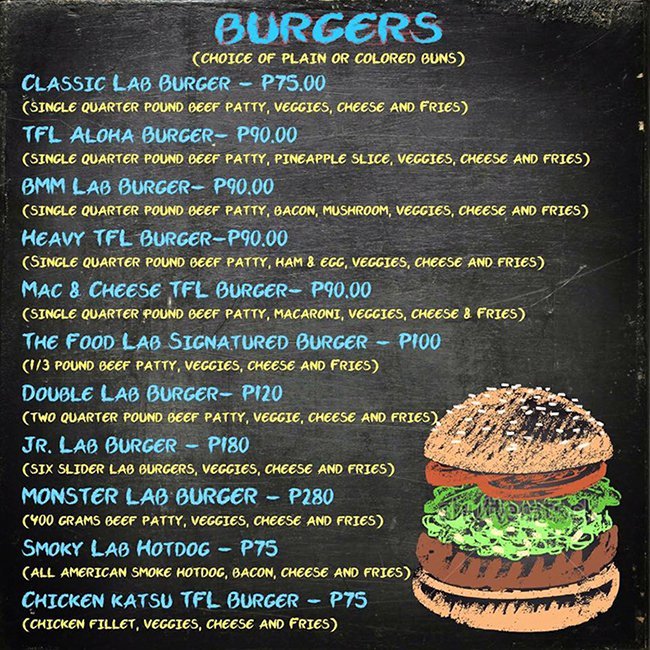 BURGERS
(CHOICE OF PLAIN OR COLORED BUNS)
CLASSIC LAB BURGER – P75.00
(SINGLE QUARTER POUND BEEF PATTY, VEGGIES, CHEESE AND FRIES)
TFL ALOHA BURGER– P90.00
(SINGLE QUARTER POUND BEEF PATTY, PINEAPPLE SLICE, VEGGIES, CHEESE AND FRIES)
BMM LAB BURGER– P90.00
(SINGLE QUARTER POUND BEEF PATTY, BACON, MUSHROOM, VEGGIES, CHEESE AND FRIES)
HEAVY TFL BURGER–P90.00
(SINGLE QUARTER POUND BEEF PATTY, HAM & EGG, VEGGIES, CHEESE AND FRIES)
MAC & CHEESE TFL BURGER– P90.00
(SINGLE QUARTER POUND BEEF PATTY, MACARONI, VEGGIES, CHEESE & FRIES)
THE FOOD LAB SIGNATURED BURGER – P100
(1/3 POUND BEEF PATTY, VEGGIES, CHEESE AND FRIES)
DOUBLE LAB BURGER– P120
(TWO QUARTER POUND BEEF PATTY, VEGGIE, CHEESE AND FRIES)
JR. LAB BURGER – P180
(SIX SLIDER LAB BURGERS, VEGGIES, CHEESE AND FRIES)
MONSTER LAB BURGER – P280
(400 GRAMS BEEF PATTY, VEGGIES, CHEESE AND FRIES)
SMOKY LAB HOTDOG – P75
(ALL AMERICAN SMOKE HOTDOG, BACON, CHEESE AND FRIES)
CHICKEN KATSU TFL BURGER – P75
(CHICKEN FILLET, VEGGIES, CHEESE AND FRIES)